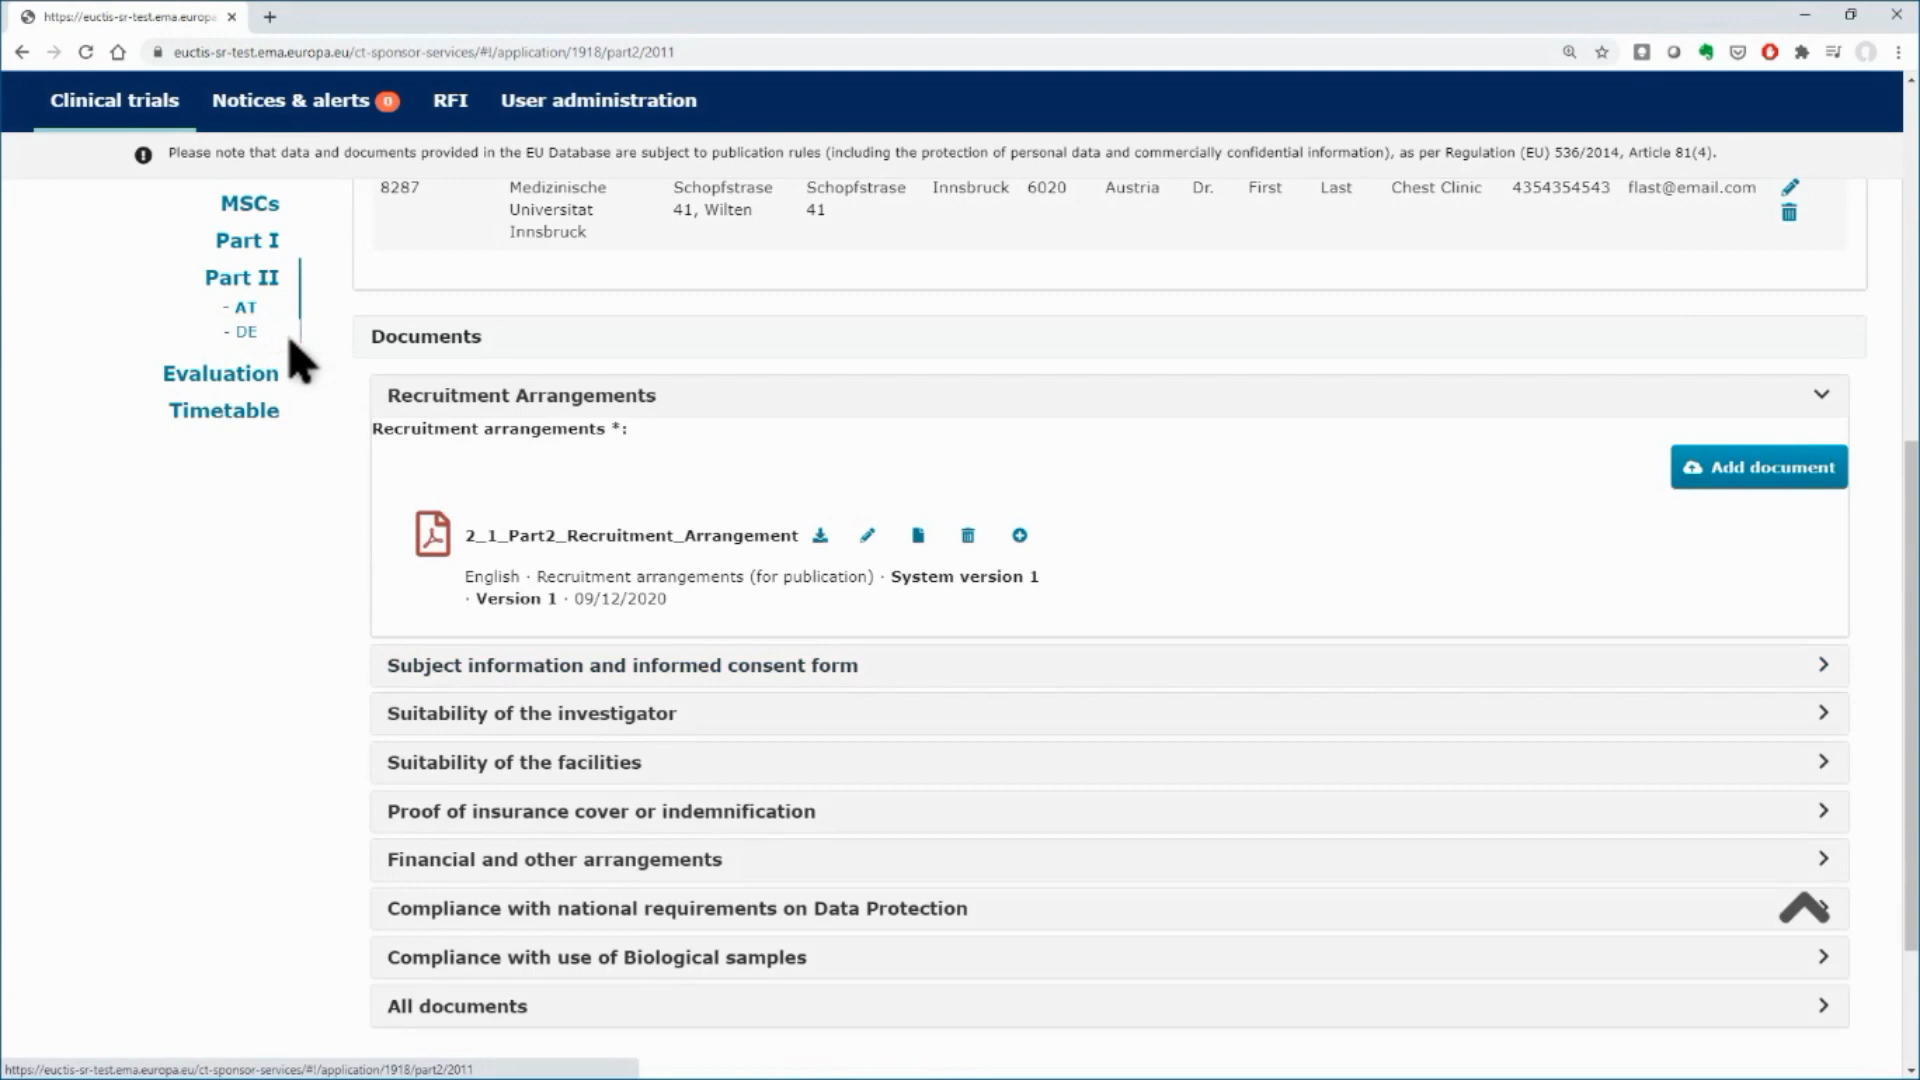 https://euctis-sr-test.ema.europa
euctis-sr-test.ema.europa.eu/ct-sponsor-services/#!/application/1918/part2/2011
Clinical trials Notices & alerts 0 RFI User administration
Please note that data and documents provided in the EU Database are subject to publication rules (including the protection of personal data and commercially confidential information), as per Regulation (EU) 536/2014, Article 81(4).
MSCs
Part I
Part II
- AT
- DE
Evaluation
Timetable
8287 Medizinische Schopfstrase Schopfstrase Innsbruck 6020 Austria Dr. First Last Chest Clinic 4354354543 flast@email.com
Universitat 41, Wilten 41
Innsbruck
Documents
Recruitment Arrangements
Recruitment arrangements *:
Add document
2_1_Part2_Recruitment_Arrangement
English · Recruitment arrangements (for publication) · System version 1
· Version 1 · 09/12/2020
Subject information and informed consent form
Suitability of the investigator
Suitability of the facilities
Proof of insurance cover or indemnification
Financial and other arrangements
Compliance with national requirements on Data Protection
Compliance with use of Biological samples
All documents
https://euctis-sr-test.ema.europa.eu/ct-sponsor-services/#!/application/1918/part2/2011